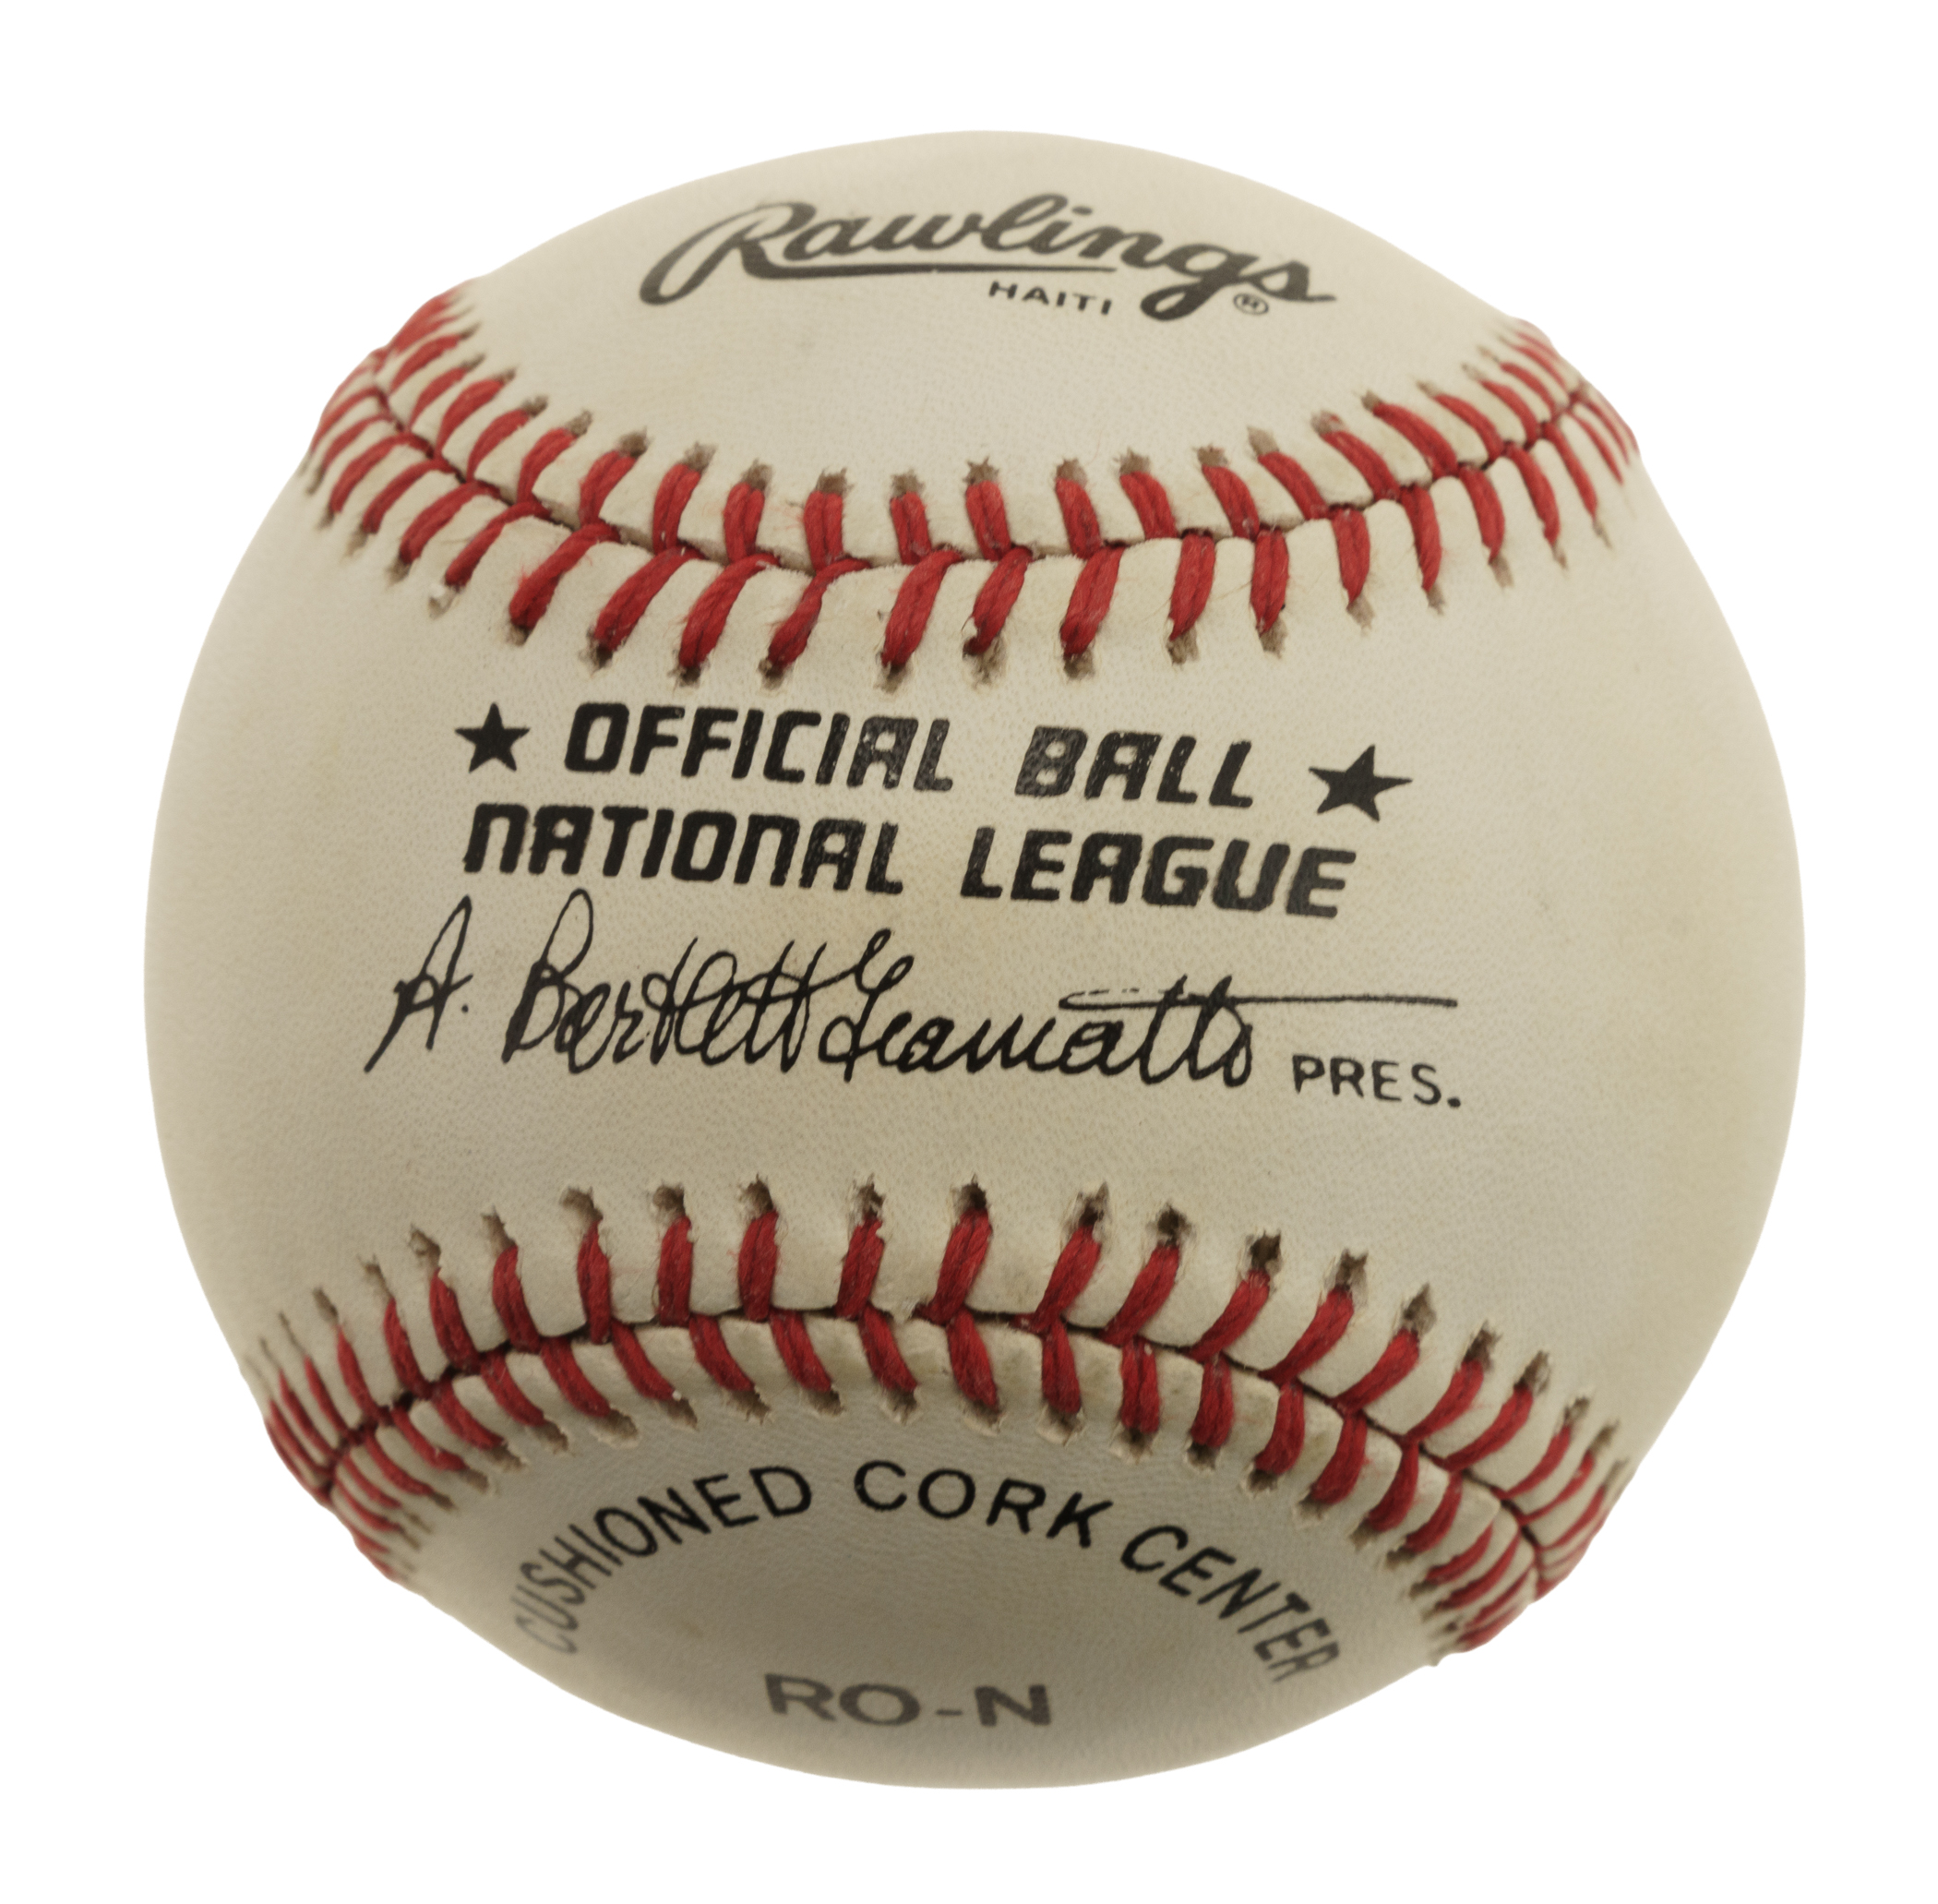 Rawlings
HAITI ®
★ OFFICIAL BALL ★
NATIONAL LEAGUE
A. Bartlett Giamatti PRES.
CUSHIONED CORK CENTER
RO-N